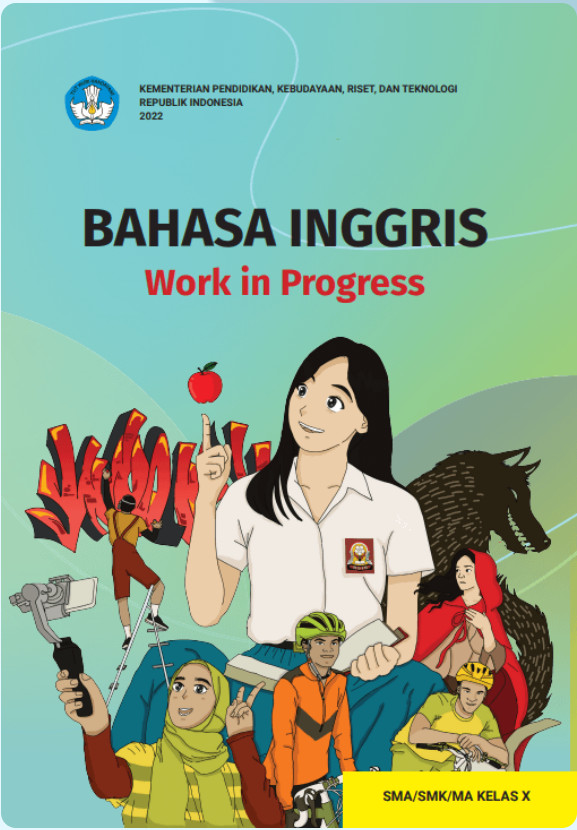 KEMENTERIAN PENDIDIKAN, KEBUDAYAAN, RISET, DAN TEKNOLOGI
REPUBLIK INDONESIA
2022
BAHASA INGGRIS
Work in Progress
SMA/SMK/MA KELAS X